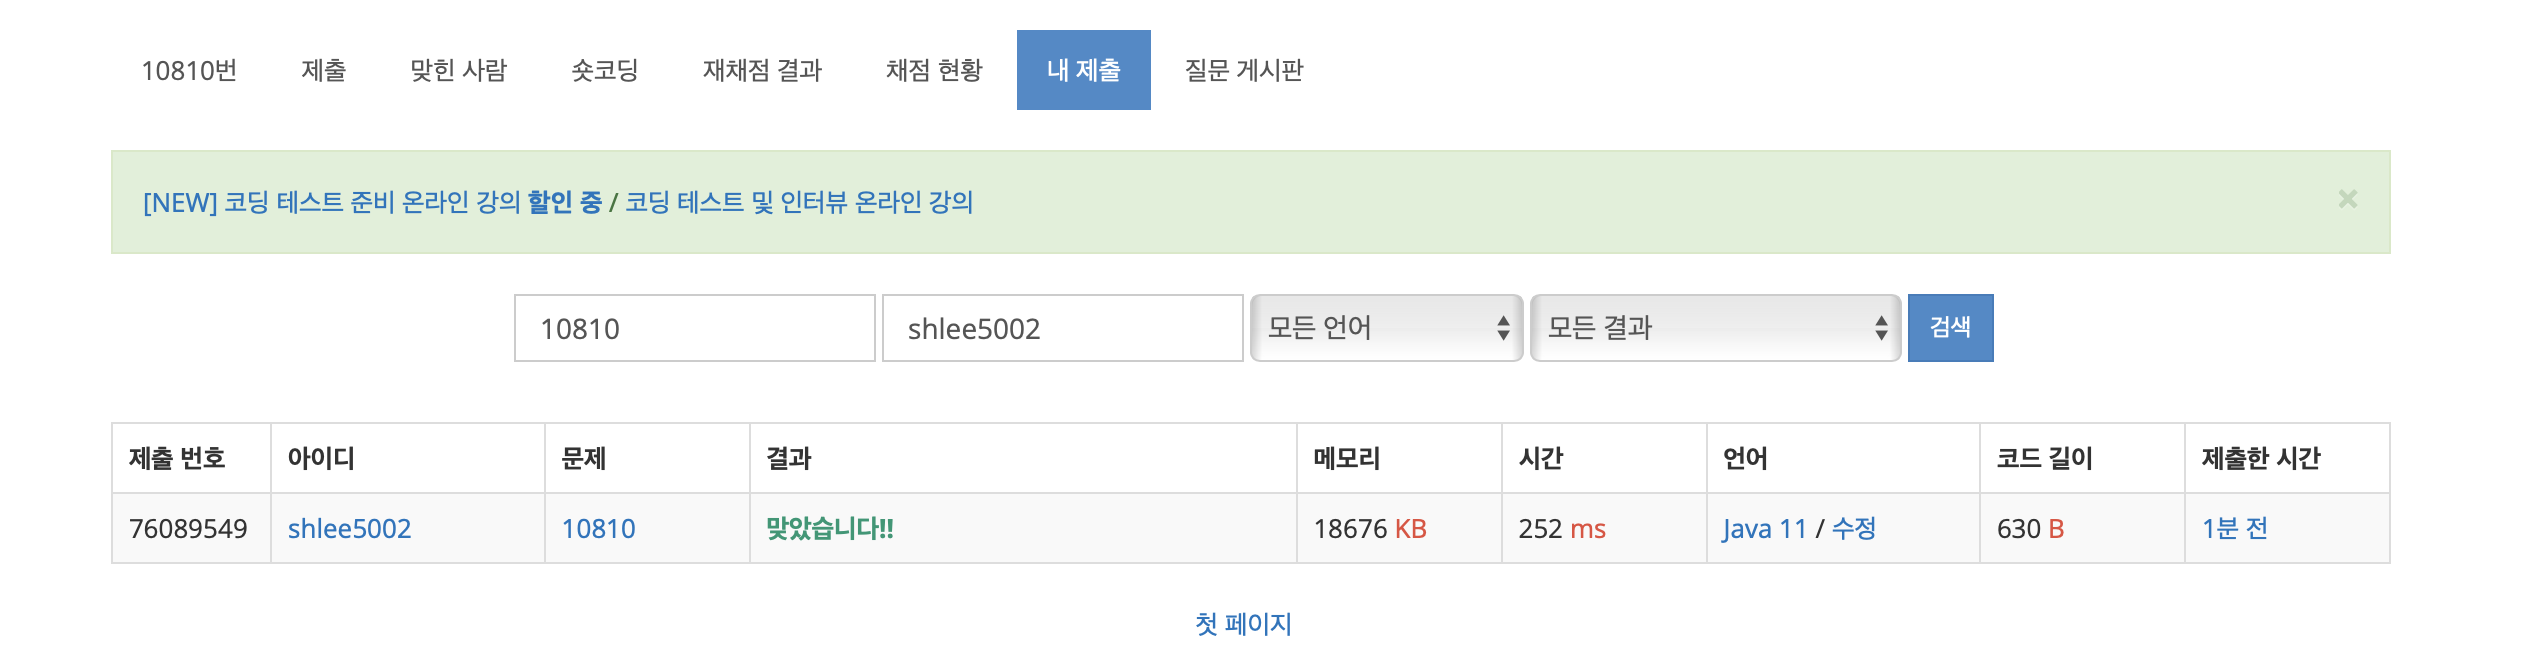 10810번 제출 맞힌 사람 숏코딩 재채점 결과 채점 현황 내 제출 질문 게시판
[NEW] 코딩 테스트 준비 온라인 강의 할인 중 / 코딩 테스트 및 인터뷰 온라인 강의 ×
10810 shlee5002 모든 언어 모든 결과 검색
제출 번호 아이디 문제 결과 메모리 시간 언어 코드 길이 제출한 시간
76089549 shlee5002 10810 맞았습니다!! 18676 KB 252 ms Java 11 / 수정 630 B 1분 전
첫 페이지